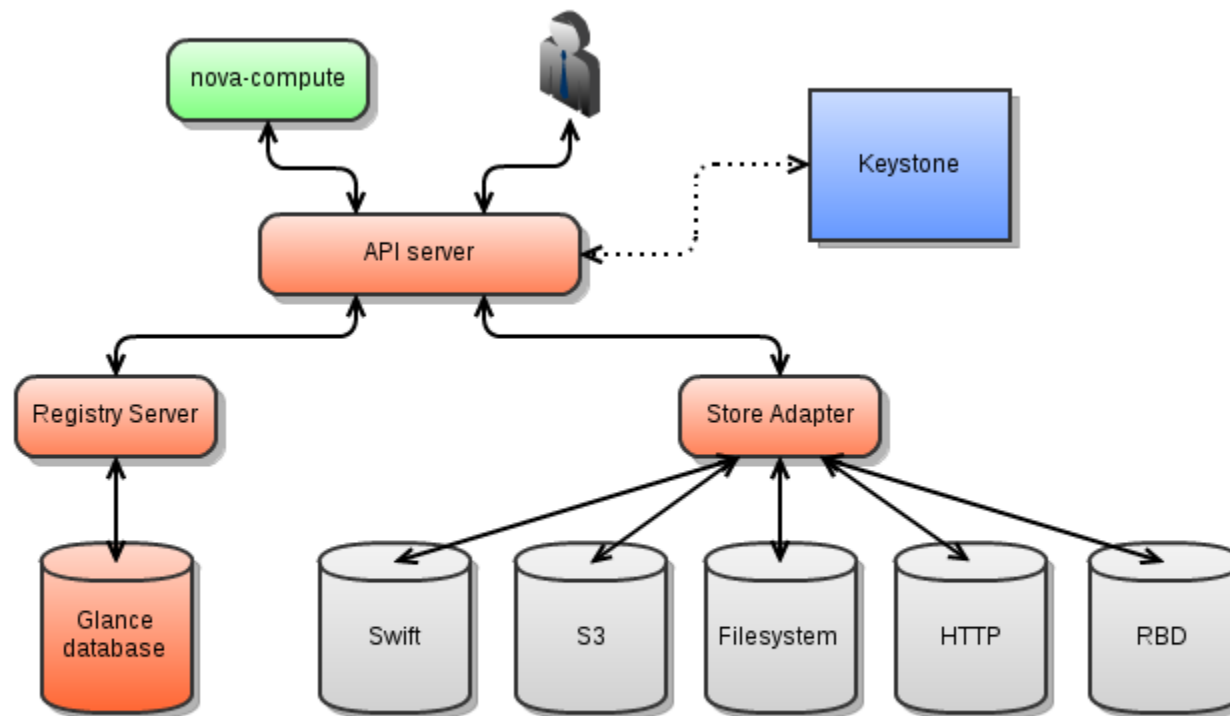 nova-compute
Keystone
API server
Registry Server
Store Adapter
Glance
database
Swift
S3
Filesystem
HTTP
RBD